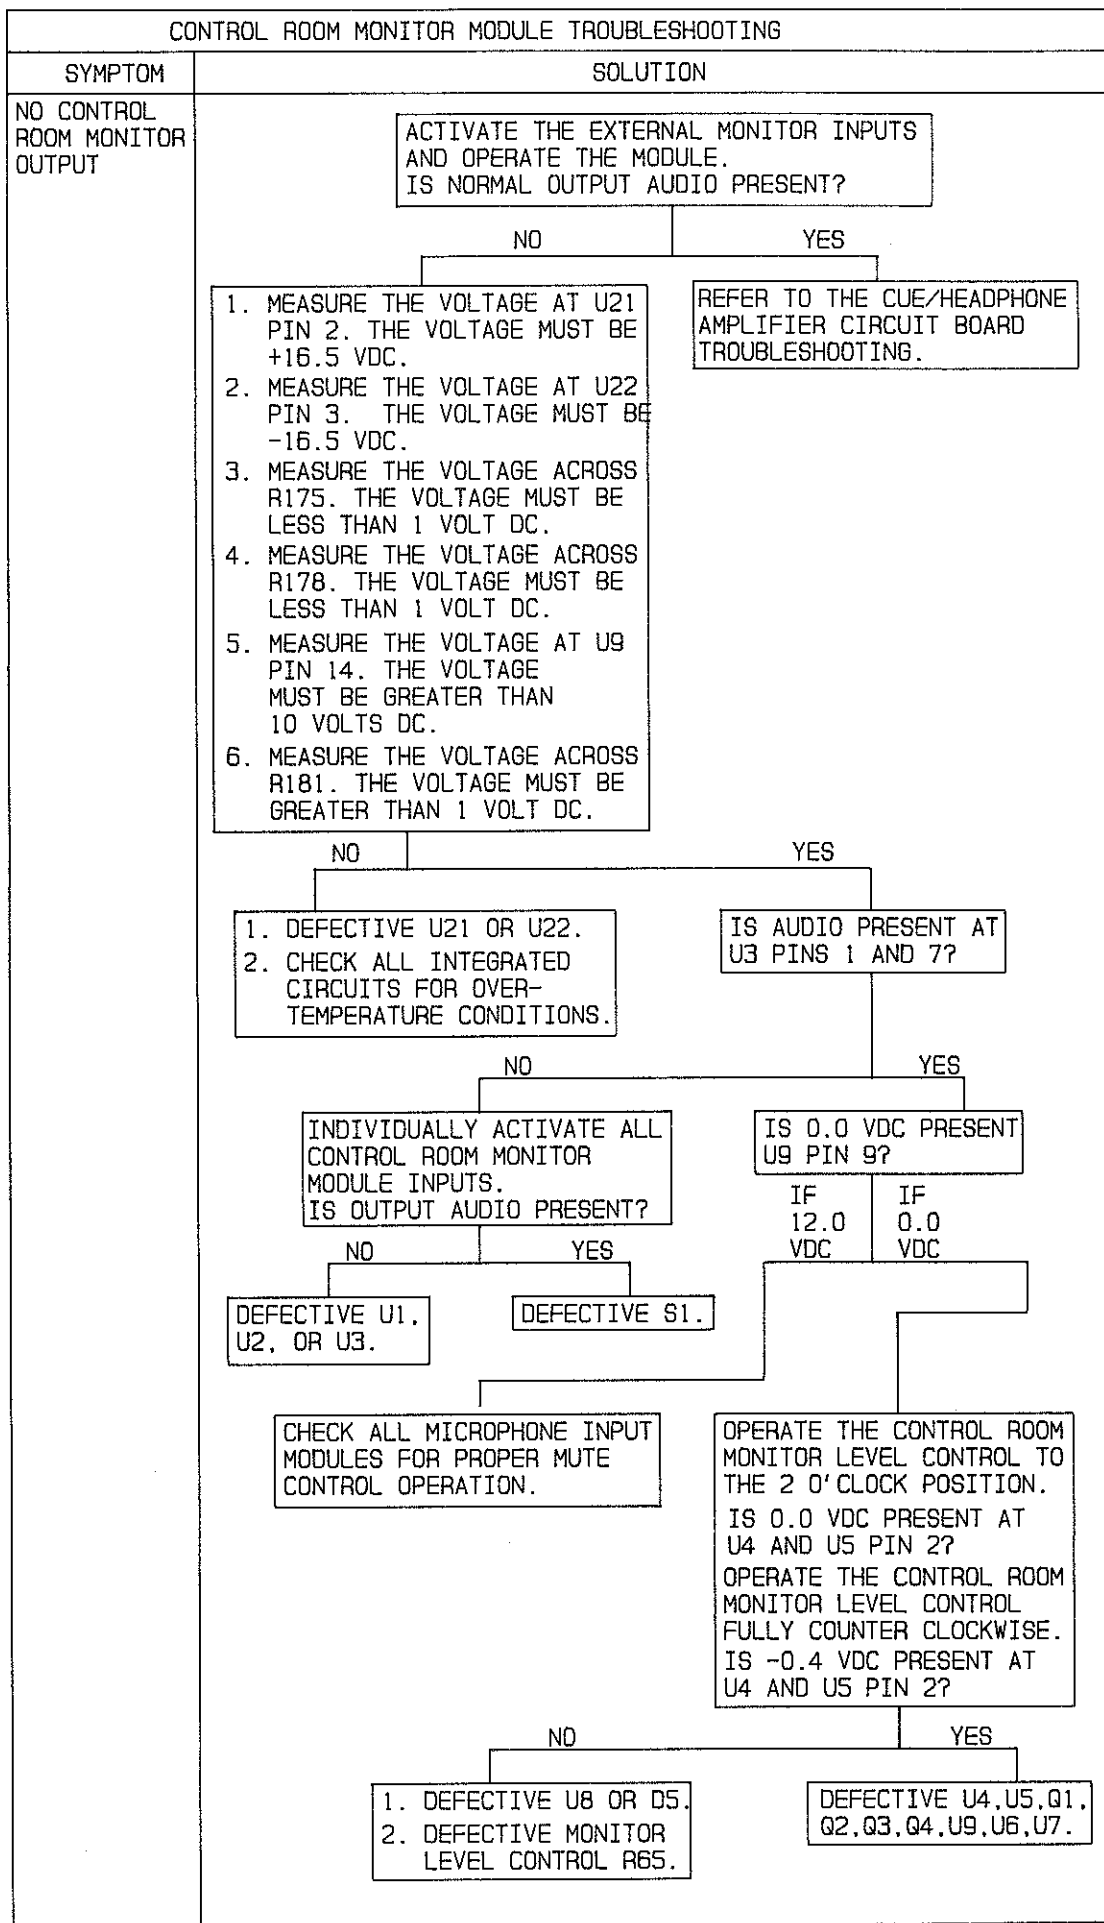 CONTROL ROOM MONITOR MODULE TROUBLESHOOTING
SYMPTOM
SOLUTION
NO CONTROL
ROOM MONITOR
OUTPUT
ACTIVATE THE EXTERNAL MONITOR INPUTS
AND OPERATE THE MODULE.
IS NORMAL OUTPUT AUDIO PRESENT?
NO
YES
1. MEASURE THE VOLTAGE AT U21
PIN 2. THE VOLTAGE MUST BE
+16.5 VDC.
2. MEASURE THE VOLTAGE AT U22
PIN 3. THE VOLTAGE MUST BE
-16.5 VDC.
3. MEASURE THE VOLTAGE ACROSS
R175. THE VOLTAGE MUST BE
LESS THAN 1 VOLT DC.
4. MEASURE THE VOLTAGE ACROSS
R178. THE VOLTAGE MUST BE
LESS THAN 1 VOLT DC.
5. MEASURE THE VOLTAGE AT U9
PIN 14. THE VOLTAGE
MUST BE GREATER THAN
10 VOLTS DC.
6. MEASURE THE VOLTAGE ACROSS
R181. THE VOLTAGE MUST BE
GREATER THAN 1 VOLT DC.
REFER TO THE CUE/HEADPHONE
AMPLIFIER CIRCUIT BOARD
TROUBLESHOOTING.
NO
YES
1. DEFECTIVE U21 OR U22.
2. CHECK ALL INTEGRATED
CIRCUITS FOR OVER-
TEMPERATURE CONDITIONS.
IS AUDIO PRESENT AT
U3 PINS 1 AND 7?
NO
YES
INDIVIDUALLY ACTIVATE ALL
CONTROL ROOM MONITOR
MODULE INPUTS.
IS OUTPUT AUDIO PRESENT?
IS 0.0 VDC PRESENT
U9 PIN 9?
IF
12.0
VDC
IF
0.0
VDC
NO
YES
DEFECTIVE U1,
U2, OR U3.
DEFECTIVE S1.
CHECK ALL MICROPHONE INPUT
MODULES FOR PROPER MUTE
CONTROL OPERATION.
OPERATE THE CONTROL ROOM
MONITOR LEVEL CONTROL TO
THE 2 O'CLOCK POSITION.
IS 0.0 VDC PRESENT AT
U4 AND U5 PIN 2?
OPERATE THE CONTROL ROOM
MONITOR LEVEL CONTROL
FULLY COUNTER CLOCKWISE.
IS -0.4 VDC PRESENT AT
U4 AND U5 PIN 2?
NO
YES
1. DEFECTIVE U8 OR D5.
2. DEFECTIVE MONITOR
LEVEL CONTROL R65.
DEFECTIVE U4,U5,Q1,
Q2,Q3,Q4,U9,U6,U7.